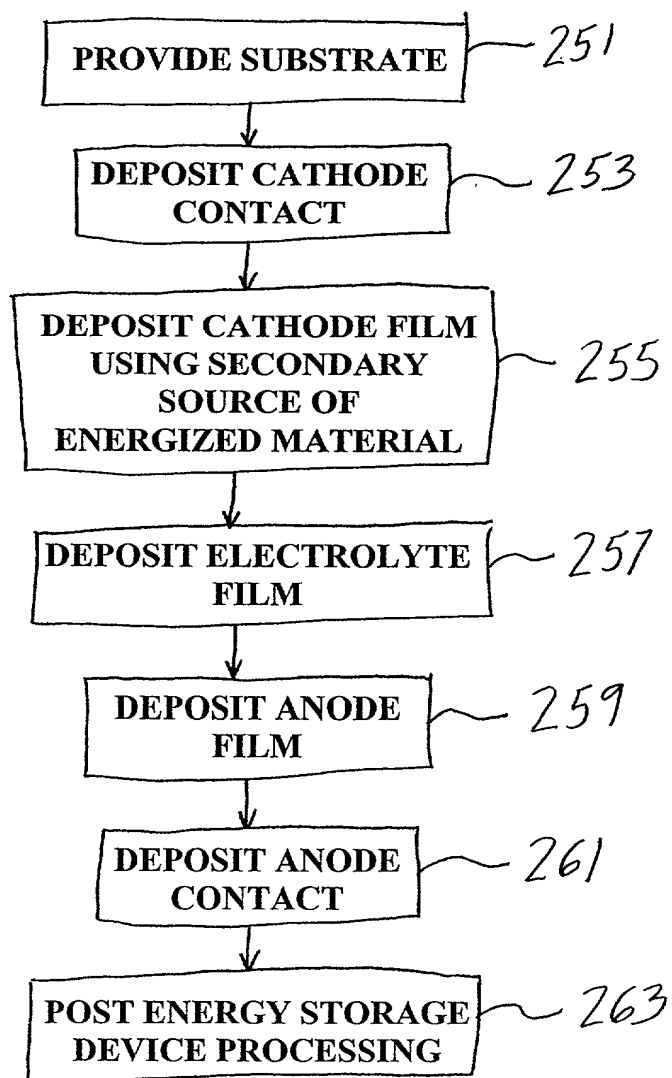 PROVIDE SUBSTRATE
251
DEPOSIT CATHODE
CONTACT
253
DEPOSIT CATHODE FILM
USING SECONDARY
SOURCE OF
ENERGIZED MATERIAL
255
DEPOSIT ELECTROLYTE
FILM
257
DEPOSIT ANODE
FILM
259
DEPOSIT ANODE
CONTACT
261
POST ENERGY STORAGE
DEVICE PROCESSING
263